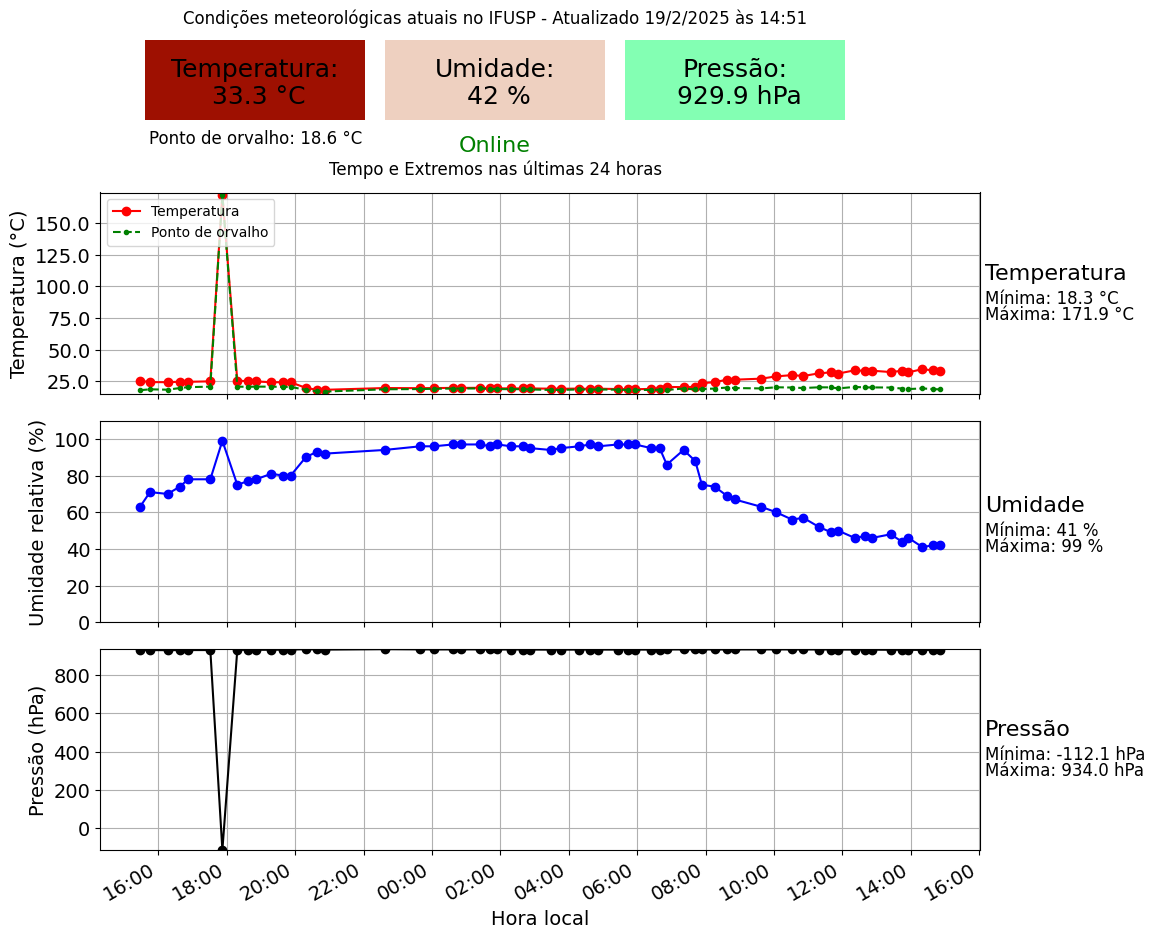 Condições meteorológicas atuais no IFUSP - Atualizado 19/2/2025 às 14:51
Temperatura:
33.3 °C
Umidade:
42 %
Pressão:
929.9 hPa
Ponto de orvalho: 18.6 °C
Online
Tempo e Extremos nas últimas 24 horas
Temperatura (°C)
150.0
125.0
100.0
75.0
50.0
25.0
Temperatura
Ponto de orvalho
Temperatura
Mínima: 18.3 °C
Máxima: 171.9 °C
Umidade relativa (%)
100
80
60
40
20
0
Umidade
Mínima: 41 %
Máxima: 99 %
Pressão (hPa)
800
600
400
200
0
Pressão
Mínima: -112.1 hPa
Máxima: 934.0 hPa
16:00 18:00 20:00 22:00 00:00 02:00 04:00 06:00 08:00 10:00 12:00 14:00 16:00
Hora local